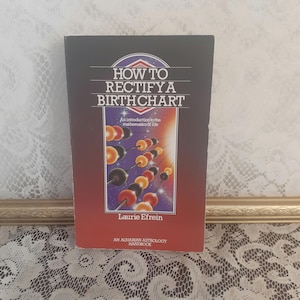 HOW TO
RECTIFY A
BIRTH CHART
An introduction to the
mathematics of life
Laurie Efrein
AN AQUARIAN ASTROLOGY
HANDBOOK